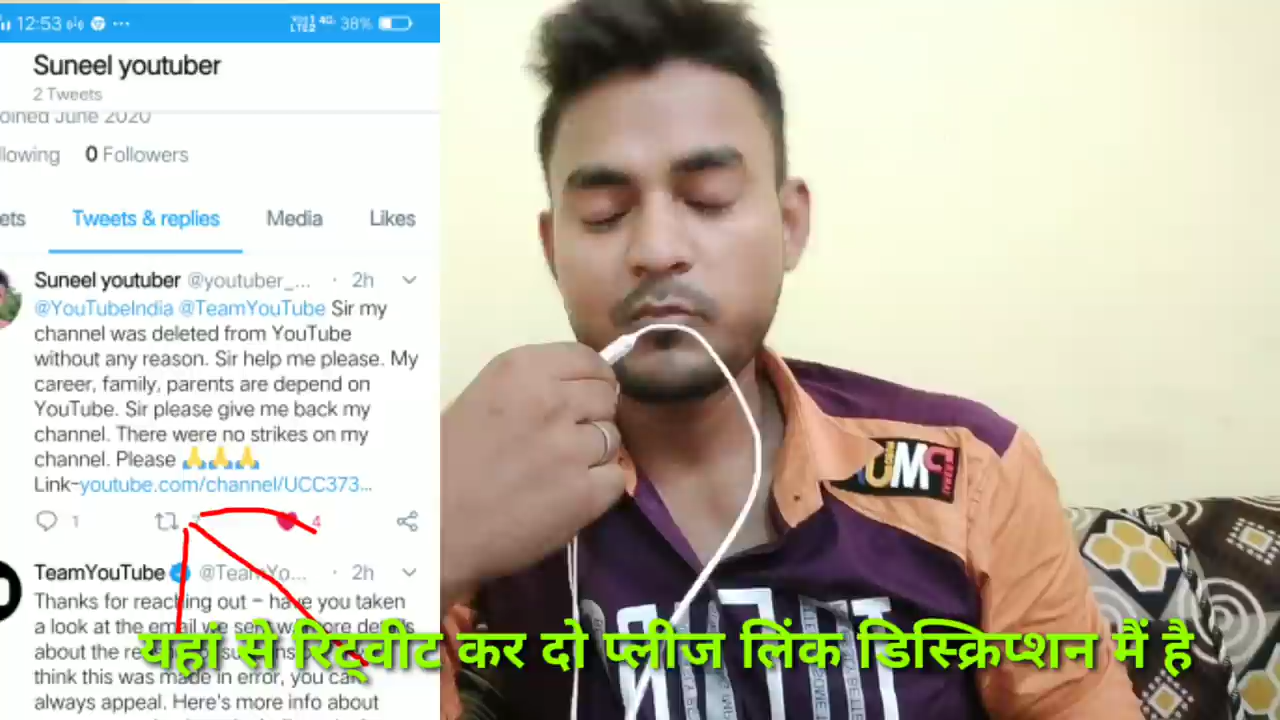 12:53
4G 38%
Suneel youtuber
2 Tweets
oined June 2020
llowing 0 Followers
ets Tweets & replies Media Likes
Suneel youtuber @youtuber_... · 2h
@YouTubeIndia @TeamYouTube Sir my
channel was deleted from YouTube
without any reason. Sir help me please. My
career, family, parents are depend on
YouTube. Sir please give me back my
channel. There were no strikes on my
channel. Please 🙏🙏🙏
Link-youtube.com/channel/UCC373...
1 4
TeamYouTube @TeamYo... · 2h
Thanks for reaching out – have you taken
a look at the email we
about the
think this was made in error, you can
always appeal. Here's more info about
यहां से रिट्वीट कर दो प्लीज लिंक डिस्क्रिप्शन मैं है